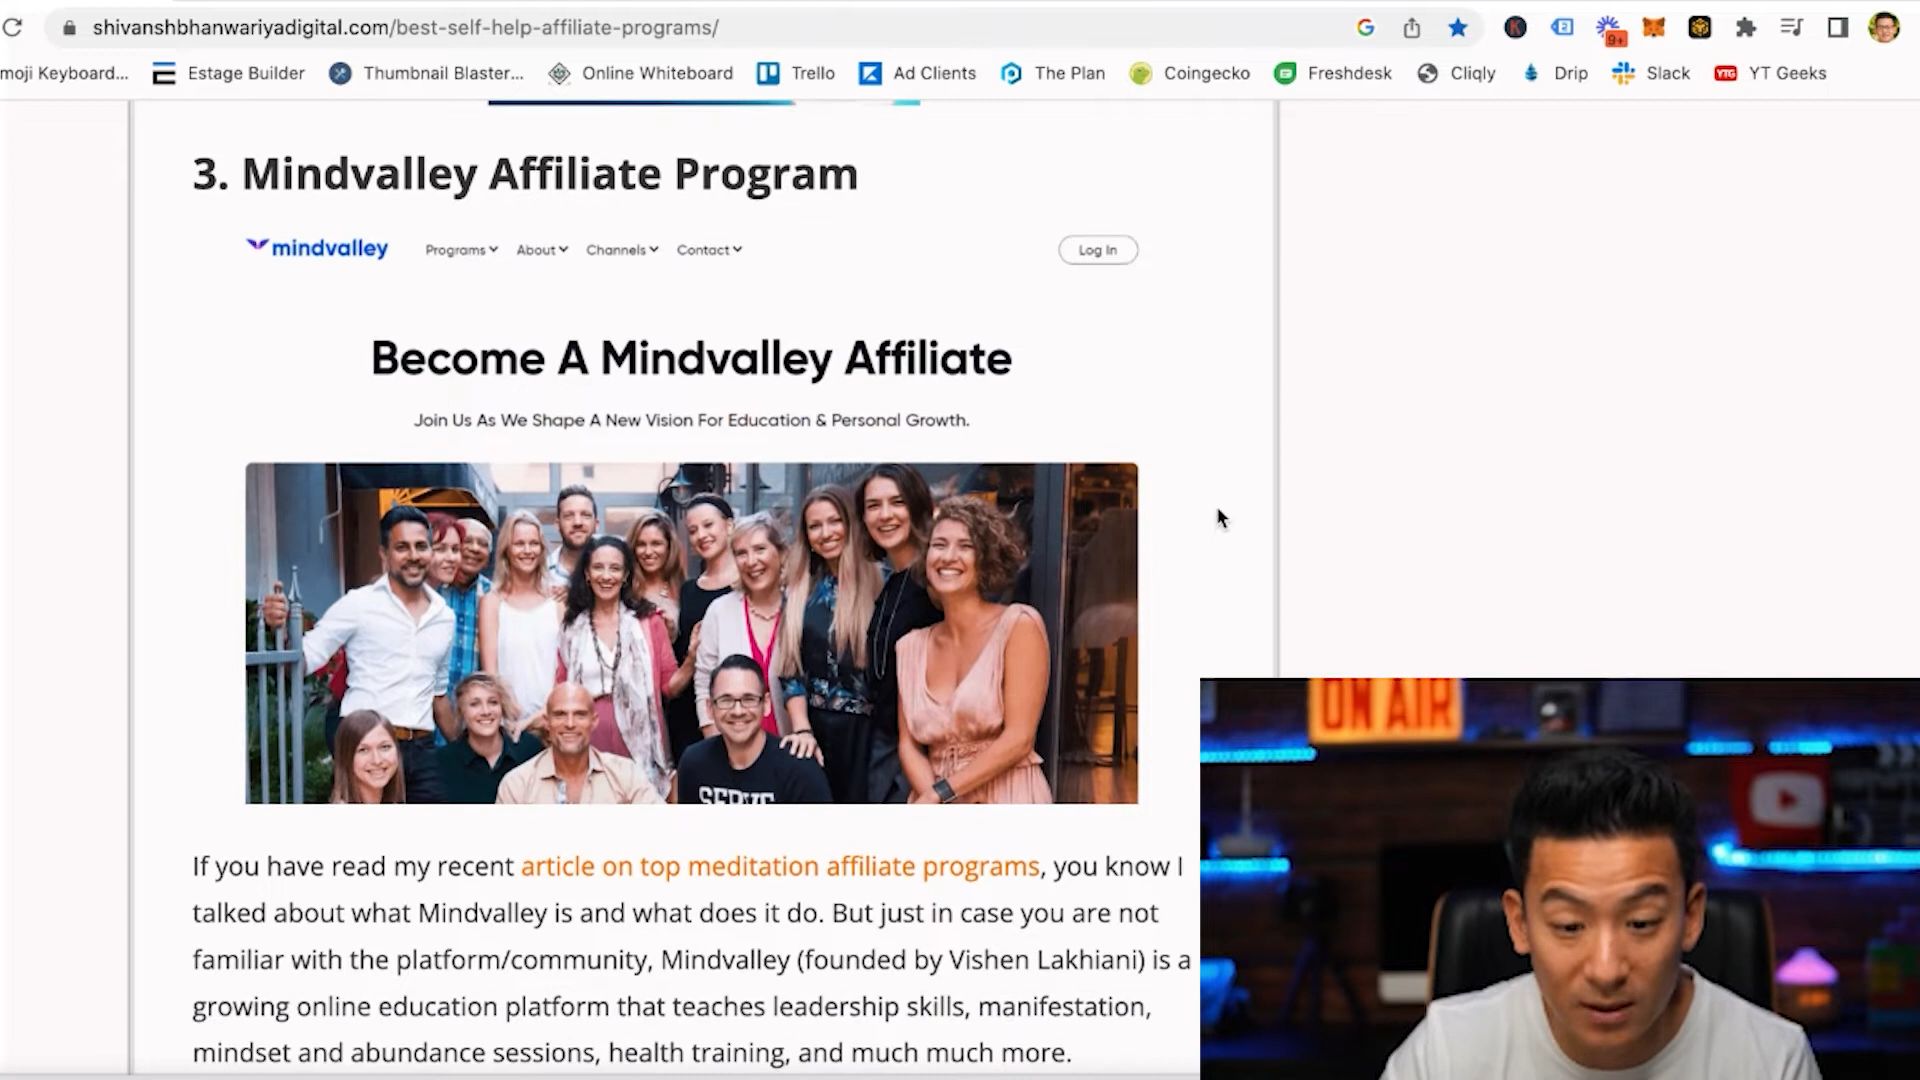 shivanshbhanwariyadigital.com/best-self-help-affiliate-programs/
9+
moji Keyboard... Estage Builder Thumbnail Blaster... Online Whiteboard Trello Ad Clients The Plan Coingecko Freshdesk Cliqly Drip Slack YTG YT Geeks
3. Mindvalley Affiliate Program
mindvalley Programs About Channels Contact Log In
Become A Mindvalley Affiliate
Join Us As We Shape A New Vision For Education & Personal Growth.
SERVE
ON AIR
If you have read my recent article on top meditation affiliate programs, you know I
talked about what Mindvalley is and what does it do. But just in case you are not
familiar with the platform/community, Mindvalley (founded by Vishen Lakhiani) is a
growing online education platform that teaches leadership skills, manifestation,
mindset and abundance sessions, health training, and much much more.